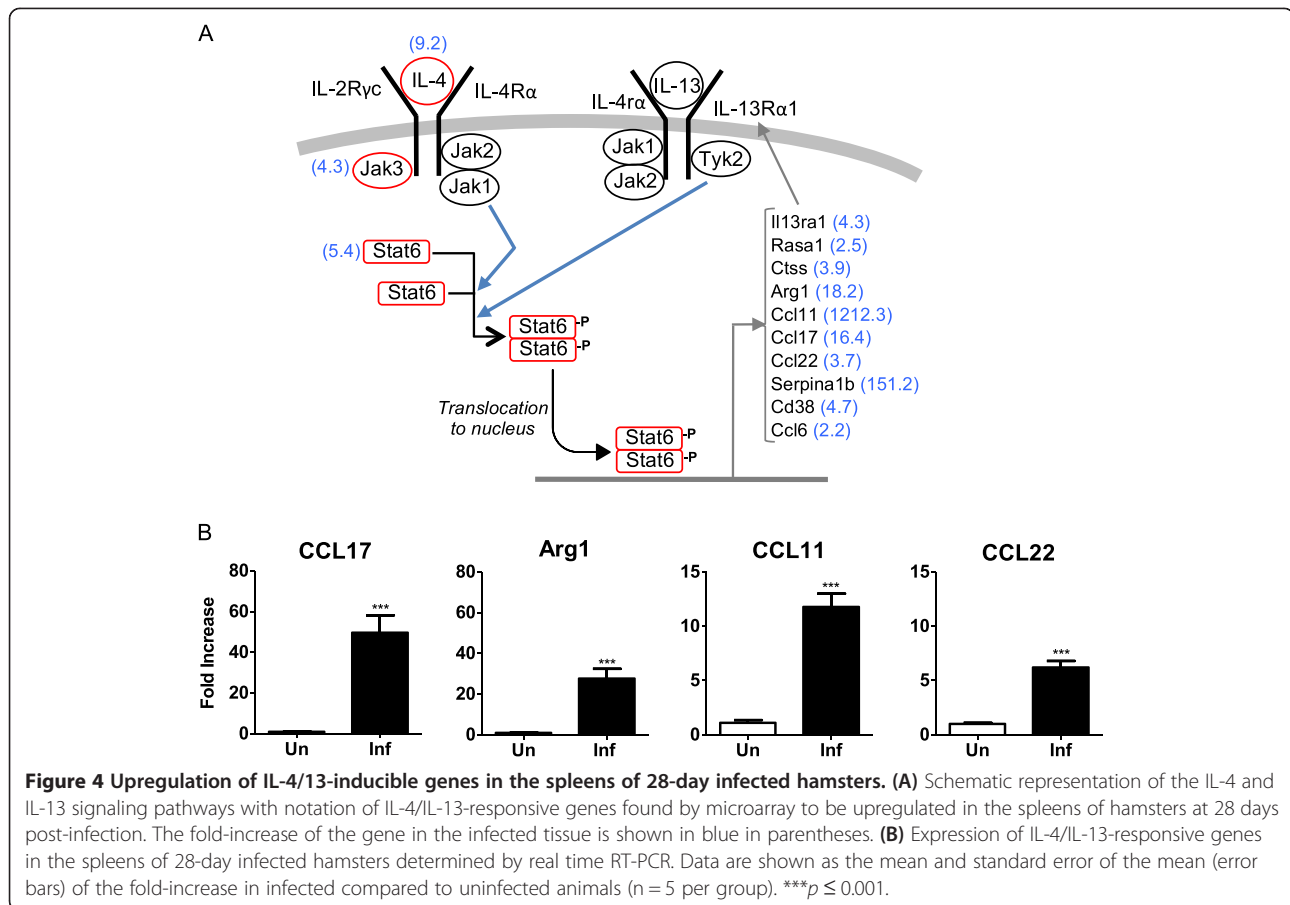 A
(9.2)
IL-2Rγc
IL-4
IL-4Rα
IL-4rα
IL-13
IL-13Rα1
(4.3)
Jak3
Jak2
Jak1
Jak1
Jak2
Tyk2
(5.4)
Stat6
Stat6
Stat6 -P
Stat6 -P
Translocation
to nucleus
Stat6 -P
Stat6 -P
Il13ra1 (4.3)
Rasa1 (2.5)
Ctss (3.9)
Arg1 (18.2)
Ccl11 (1212.3)
Ccl17 (16.4)
Ccl22 (3.7)
Serpina1b (151.2)
Cd38 (4.7)
Ccl6 (2.2)
B
CCL17
Fold Increase
80
60
40
20
0
***
Un Inf
Arg1
80
60
40
20
0
***
Un Inf
CCL11
15
10
5
0
***
Un Inf
CCL22
15
10
5
0
***
Un Inf
Figure 4 Upregulation of IL-4/13-inducible genes in the spleens of 28-day infected hamsters. (A) Schematic representation of the IL-4 and
IL-13 signaling pathways with notation of IL-4/IL-13-responsive genes found by microarray to be upregulated in the spleens of hamsters at 28 days
post-infection. The fold-increase of the gene in the infected tissue is shown in blue in parentheses. (B) Expression of IL-4/IL-13-responsive genes
in the spleens of 28-day infected hamsters determined by real time RT-PCR. Data are shown as the mean and standard error of the mean (error
bars) of the fold-increase in infected compared to uninfected animals (n = 5 per group). ***p ≤ 0.001.